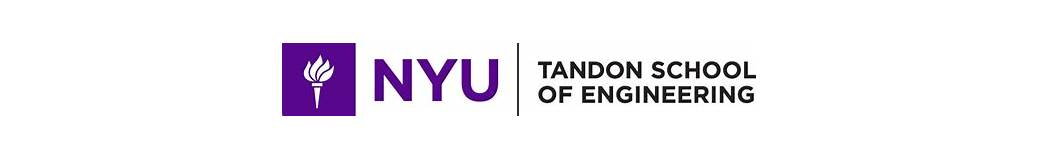 NYU
TANDON SCHOOL
OF ENGINEERING